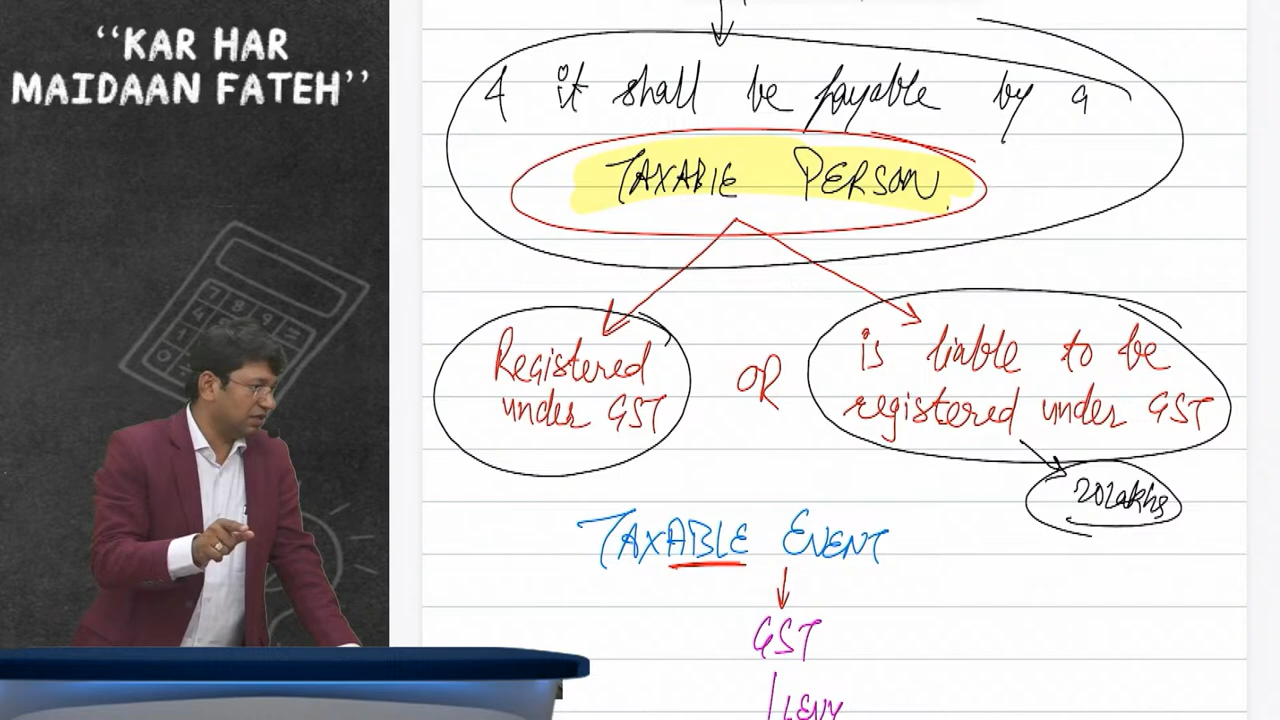 “KAR HAR
MAIDAAN FATEH”
& it shall be payable by a
TAXABLE PERSON.
Registered
under GST
OR
is liable to be
registered under GST
20 Lakhs
TAXABLE EVENT
GST
LEVY